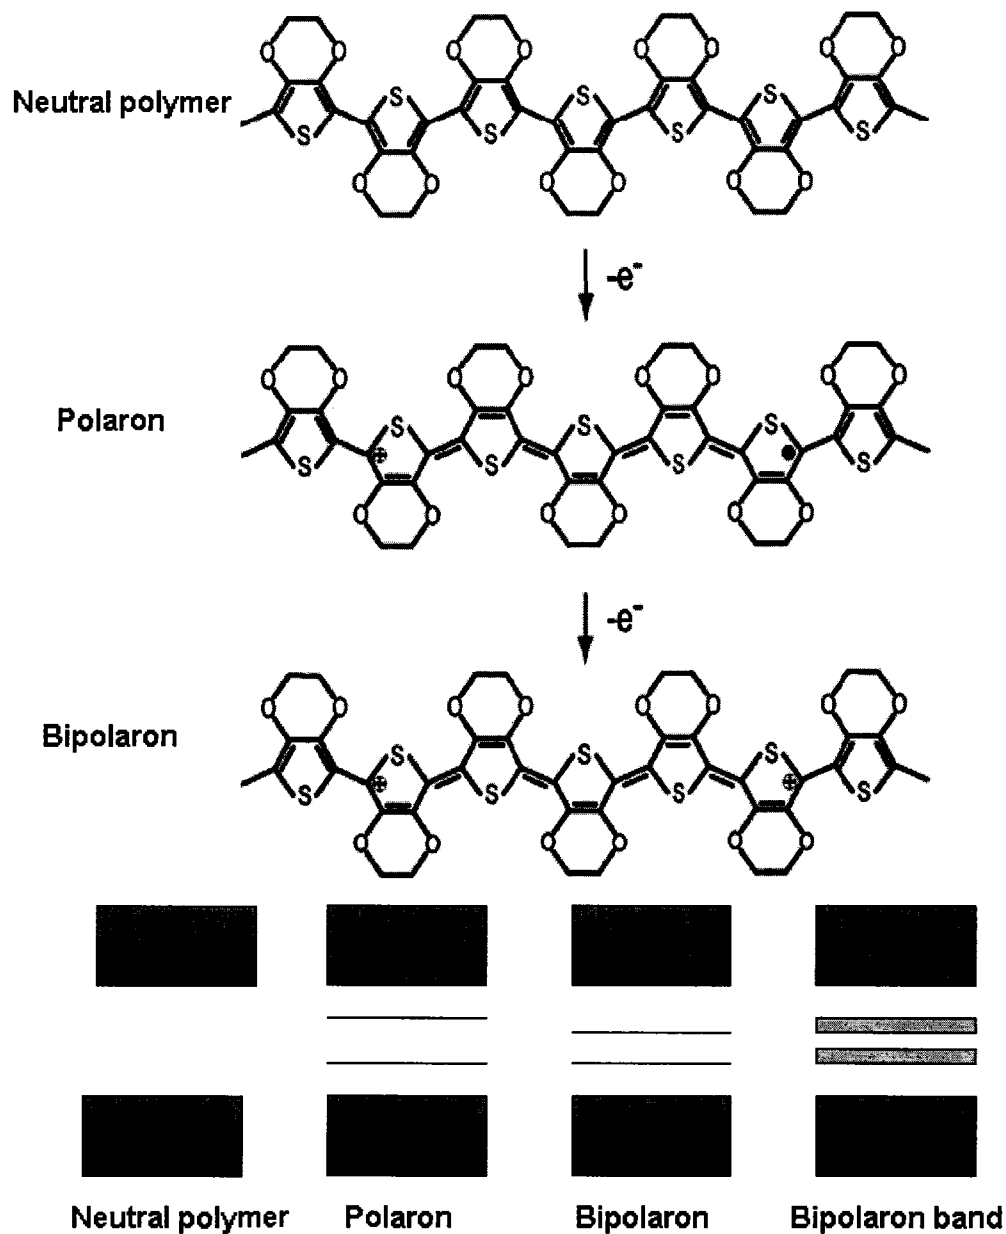 O O O O O O O O
Neutral polymer S S S
S S S S
O O O O O O
-e⁻
O O O O O O O O
Polaron S S S
⊕ •
S S S S
O O O O O O
-e⁻
O O O O O O O O
Bipolaron S S S
⊕ ⊕
S S S S
O O O O O O
Neutral polymer Polaron Bipolaron Bipolaron band